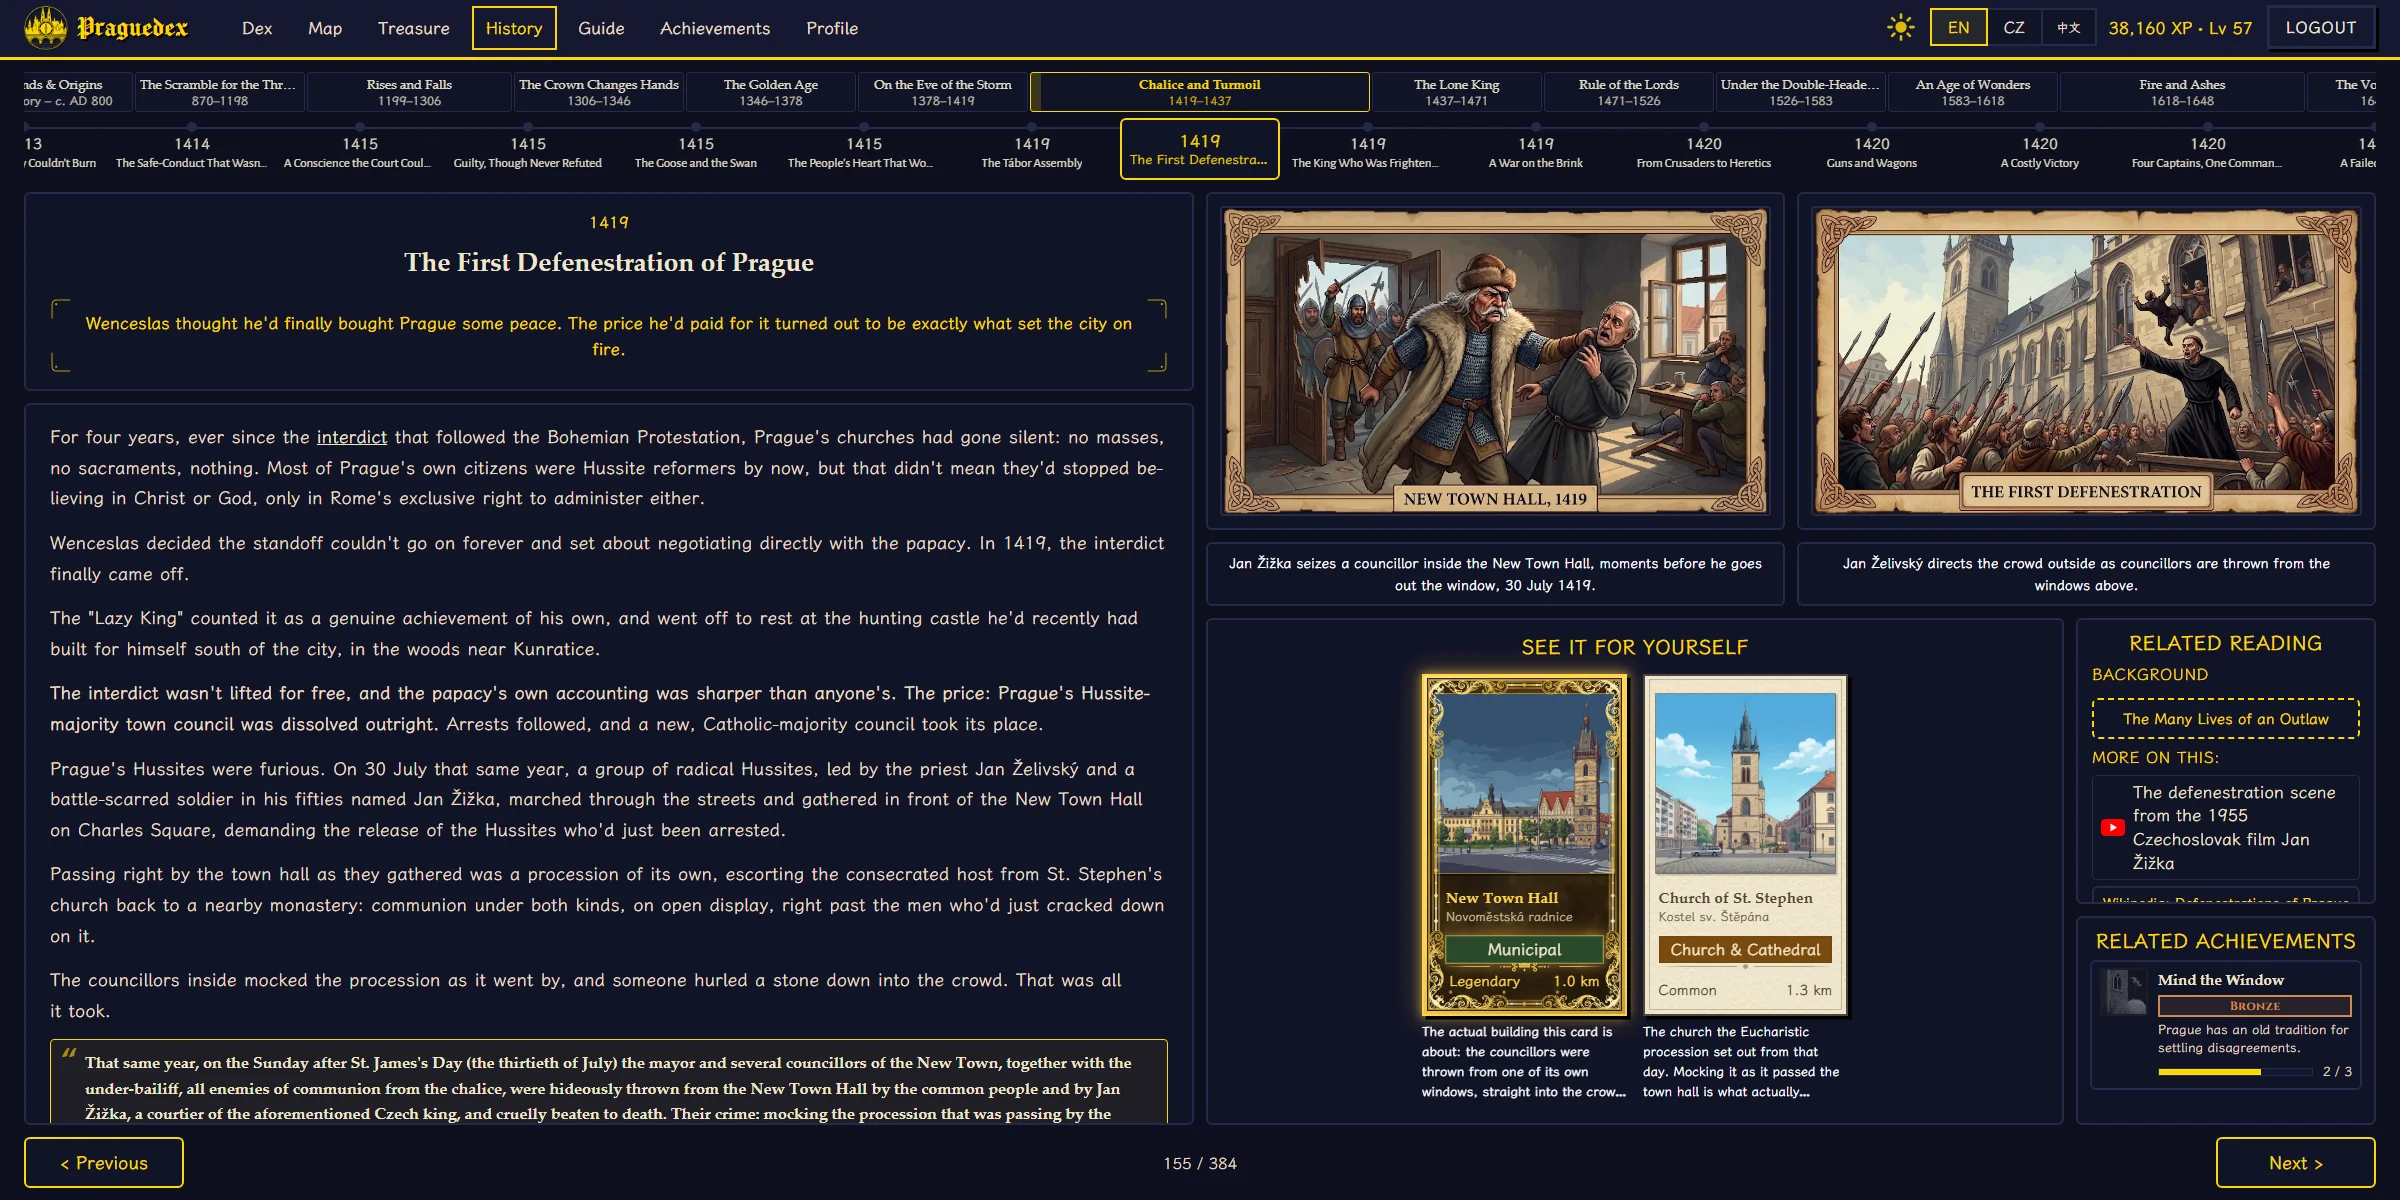 Praguedex
Dex
Map
Treasure
History
Guide
Achievements
Profile
EN
CZ
中文
38,160 XP • Lv 57
LOGOUT
nds & Origins
ory – c. AD 800
The Scramble for the Thr...
870–1198
Rises and Falls
1199–1306
The Crown Changes Hands
1306–1346
The Golden Age
1346–1378
On the Eve of the Storm
1378–1419
Chalice and Turmoil
1419–1437
The Lone King
1437–1471
Rule of the Lords
1471–1526
Under the Double-Heade...
1526–1583
An Age of Wonders
1583–1618
Fire and Ashes
1618–1648
The Vo
16
13
y Couldn't Burn
1414
The Safe-Conduct That Wasn...
1415
A Conscience the Court Coul...
1415
Guilty, Though Never Refuted
1415
The Goose and the Swan
1415
The People's Heart That Wo...
1419
The Tábor Assembly
1419
The First Defenestra...
1419
The King Who Was Frighten...
1419
A War on the Brink
1420
From Crusaders to Heretics
1420
Guns and Wagons
1420
A Costly Victory
1420
Four Captains, One Comman...
14
A Failed
1419
The First Defenestration of Prague
Wenceslas thought he'd finally bought Prague some peace. The price he'd paid for it turned out to be exactly what set the city on
fire.
For four years, ever since the interdict that followed the Bohemian Protestation, Prague's churches had gone silent: no masses,
no sacraments, nothing. Most of Prague's own citizens were Hussite reformers by now, but that didn't mean they'd stopped be-
lieving in Christ or God, only in Rome's exclusive right to administer either.
Wenceslas decided the standoff couldn't go on forever and set about negotiating directly with the papacy. In 1419, the interdict
finally came off.
The "Lazy King" counted it as a genuine achievement of his own, and went off to rest at the hunting castle he'd recently had
built for himself south of the city, in the woods near Kunratice.
The interdict wasn't lifted for free, and the papacy's own accounting was sharper than anyone's. The price: Prague's Hussite-
majority town council was dissolved outright. Arrests followed, and a new, Catholic-majority council took its place.
Prague's Hussites were furious. On 30 July that same year, a group of radical Hussites, led by the priest Jan Želivský and a
battle-scarred soldier in his fifties named Jan Žižka, marched through the streets and gathered in front of the New Town Hall
on Charles Square, demanding the release of the Hussites who'd just been arrested.
Passing right by the town hall as they gathered was a procession of its own, escorting the consecrated host from St. Stephen's
church back to a nearby monastery: communion under both kinds, on open display, right past the men who'd just cracked down
on it.
The councillors inside mocked the procession as it went by, and someone hurled a stone down into the crowd. That was all
it took.
“ That same year, on the Sunday after St. James's Day (the thirtieth of July) the mayor and several councillors of the New Town, together with the
under-bailiff, all enemies of communion from the chalice, were hideously thrown from the New Town Hall by the common people and by Jan
Žižka, a courtier of the aforementioned Czech king, and cruelly beaten to death. Their crime: mocking the procession that was passing by the
NEW TOWN HALL, 1419
Jan Žižka seizes a councillor inside the New Town Hall, moments before he goes
out the window, 30 July 1419.
THE FIRST DEFENESTRATION
Jan Želivský directs the crowd outside as councillors are thrown from the
windows above.
SEE IT FOR YOURSELF
New Town Hall
Novoměstská radnice
Municipal
Legendary 1.0 km
The actual building this card is
about: the councillors were
thrown from one of its own
windows, straight into the crow...
Church of St. Stephen
Kostel sv. Štěpána
Church & Cathedral
Common 1.3 km
The church the Eucharistic
procession set out from that
day. Mocking it as it passed the
town hall is what actually...
RELATED READING
BACKGROUND
The Many Lives of an Outlaw
MORE ON THIS:
The defenestration scene
from the 1955
Czechoslovak film Jan
Žižka
Wikipedia: Defenestrations of Prague
RELATED ACHIEVEMENTS
Mind the Window
BRONZE
Prague has an old tradition for
settling disagreements.
2 / 3
< Previous
155 / 384
Next >